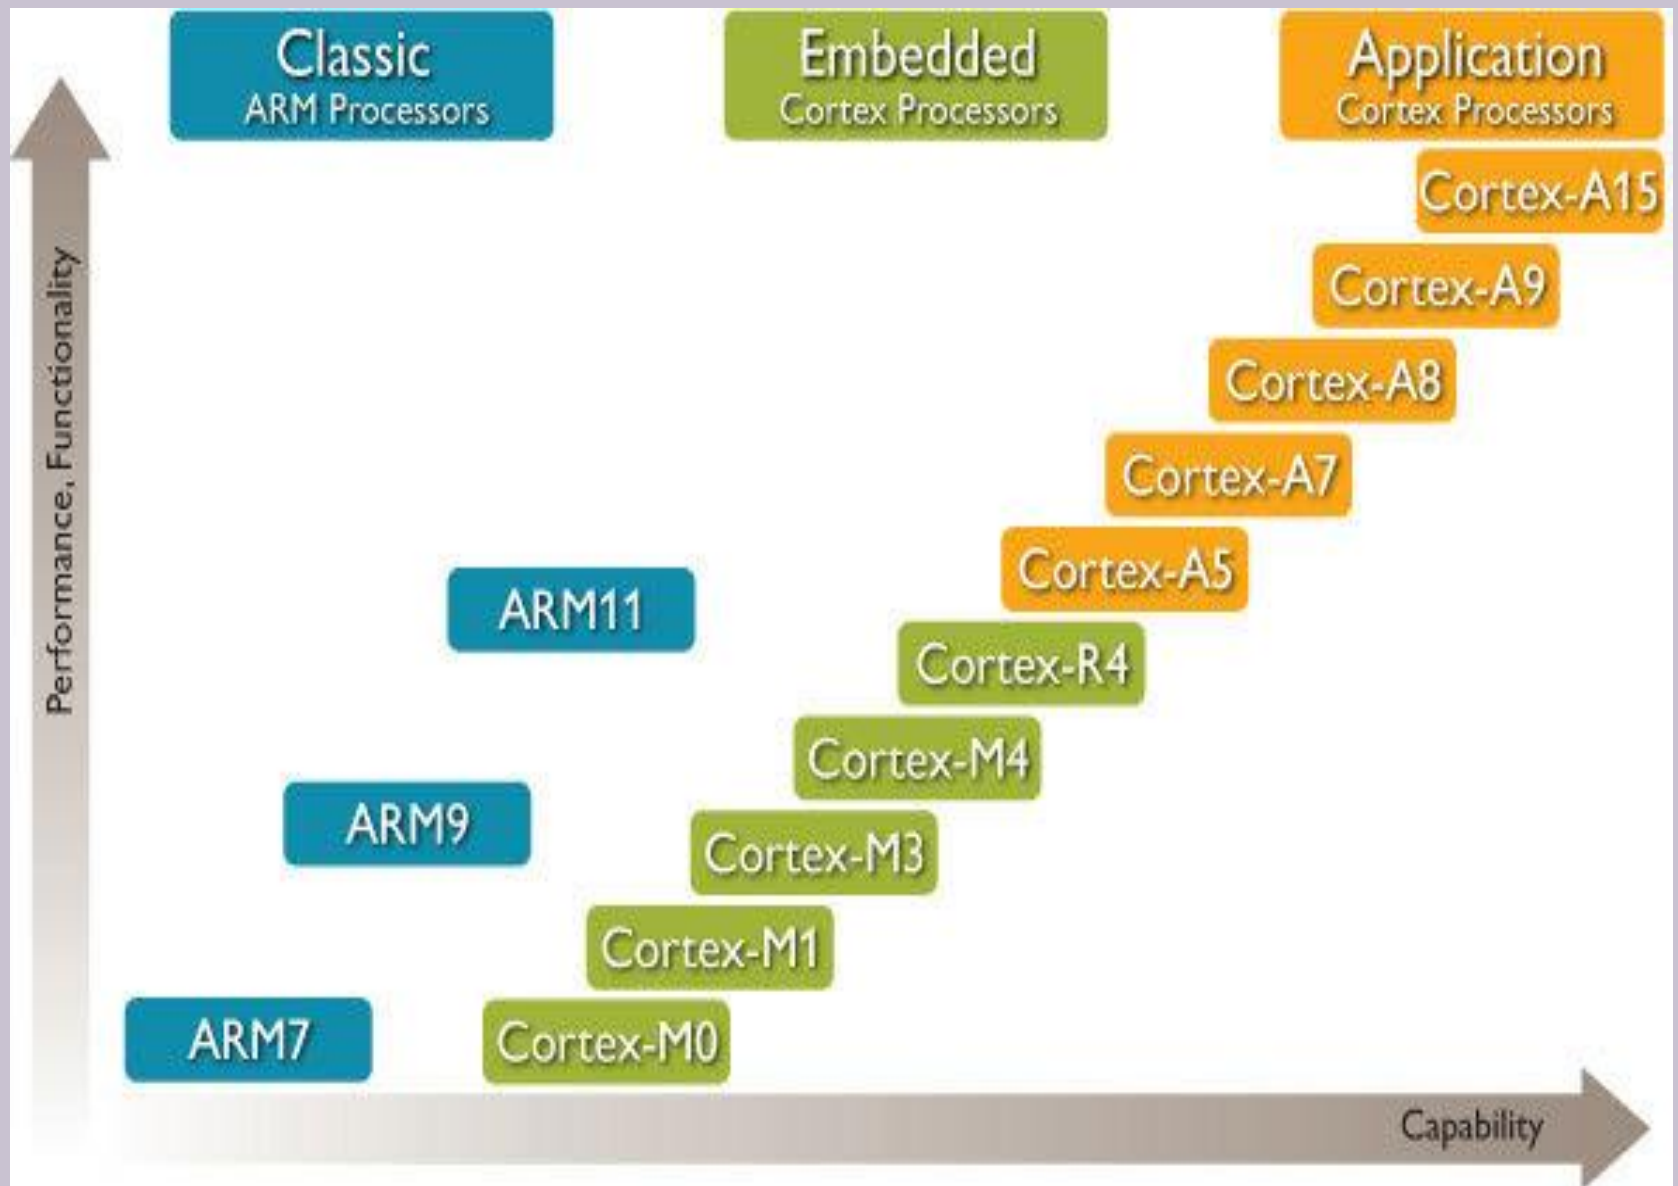 Classic
ARM Processors
Embedded
Cortex Processors
Application
Cortex Processors
Cortex-A15
Cortex-A9
Cortex-A8
Cortex-A7
Cortex-A5
ARM11
Cortex-R4
Cortex-M4
ARM9
Cortex-M3
Cortex-M1
ARM7
Cortex-M0
Performance, Functionality
Capability